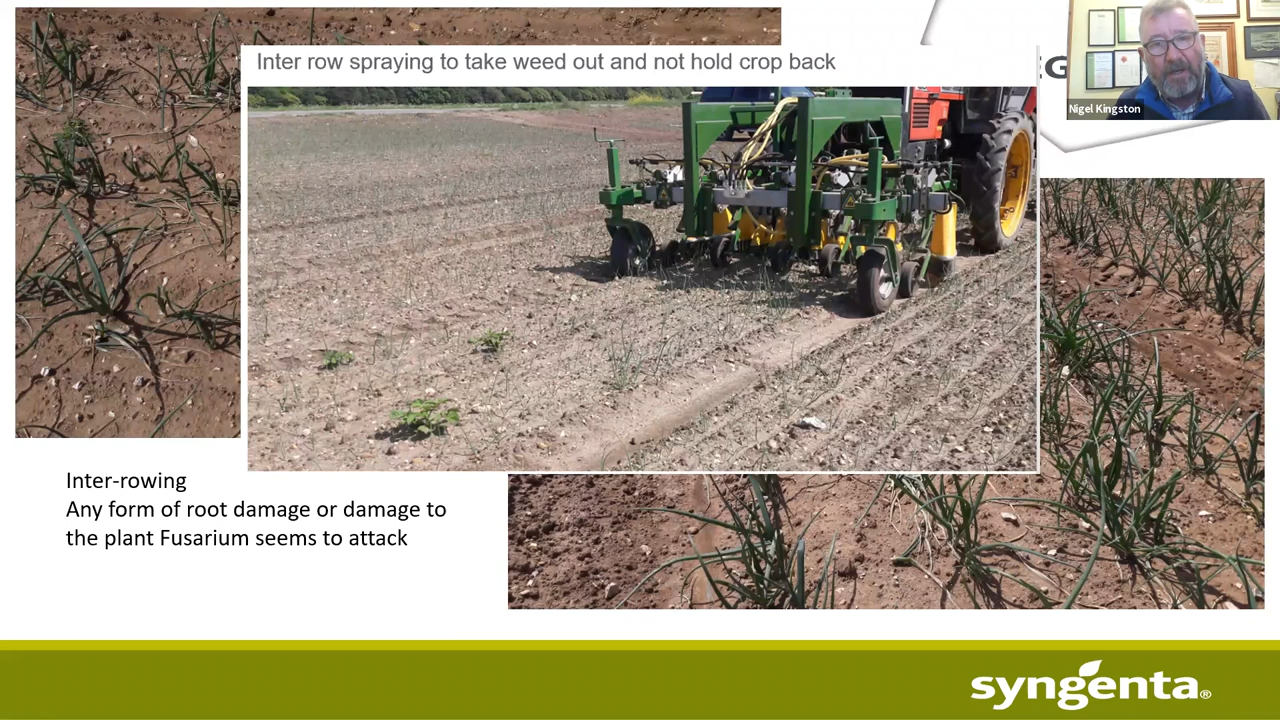 Inter row spraying to take weed out and not hold crop back
Nigel Kingston
Inter-rowing
Any form of root damage or damage to
the plant Fusarium seems to attack
syngenta®